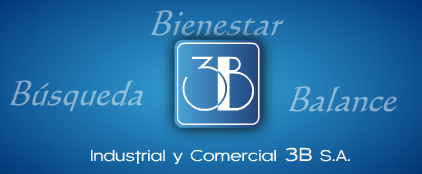 Bienestar
3B
Búsqueda
Balance
Industrial y Comercial 3B S.A.